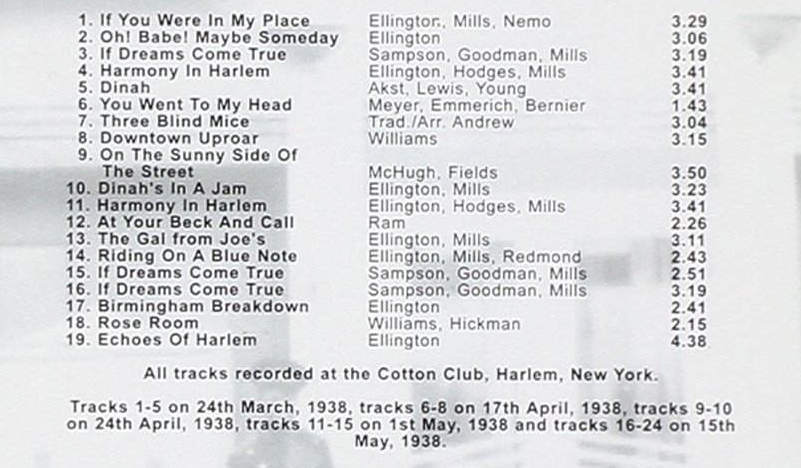 1. If You Were In My Place Ellington, Mills, Nemo 3.29
2. Oh! Babe! Maybe Someday Ellington 3.06
3. If Dreams Come True Sampson, Goodman, Mills 3.19
4. Harmony In Harlem Ellington, Hodges, Mills 3.41
5. Dinah Akst, Lewis, Young 3.41
6. You Went To My Head Meyer, Emmerich, Bernier 1.43
7. Three Blind Mice Trad./Arr. Andrew 3.04
8. Downtown Uproar Williams 3.15
9. On The Sunny Side Of
The Street McHugh, Fields 3.50
10. Dinah's In A Jam Ellington, Mills 3.23
11. Harmony In Harlem Ellington, Hodges, Mills 3.41
12. At Your Beck And Call Ram 2.26
13. The Gal from Joe's Ellington, Mills 3.11
14. Riding On A Blue Note Ellington, Mills, Redmond 2.43
15. If Dreams Come True Sampson, Goodman, Mills 2.51
16. If Dreams Come True Sampson, Goodman, Mills 3.19
17. Birmingham Breakdown Ellington 2.41
18. Rose Room Williams, Hickman 2.15
19. Echoes Of Harlem Ellington 4.38
All tracks recorded at the Cotton Club, Harlem, New York.
Tracks 1-5 on 24th March, 1938, tracks 6-8 on 17th April, 1938, tracks 9-10
on 24th April, 1938, tracks 11-15 on 1st May, 1938 and tracks 16-24 on 15th
May, 1938.